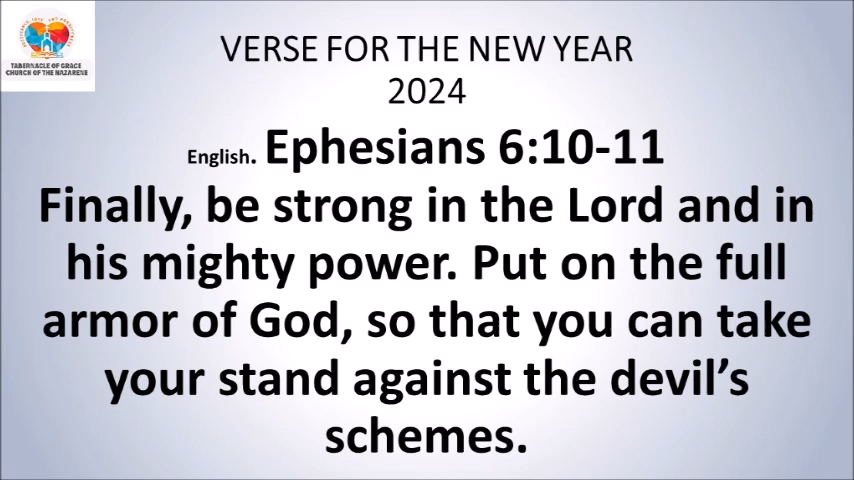 TABERNACLE OF GRACE
CHURCH OF THE NAZARENE
VERSE FOR THE NEW YEAR
2024
English. Ephesians 6:10-11
Finally, be strong in the Lord and in
his mighty power. Put on the full
armor of God, so that you can take
your stand against the devil’s
schemes.